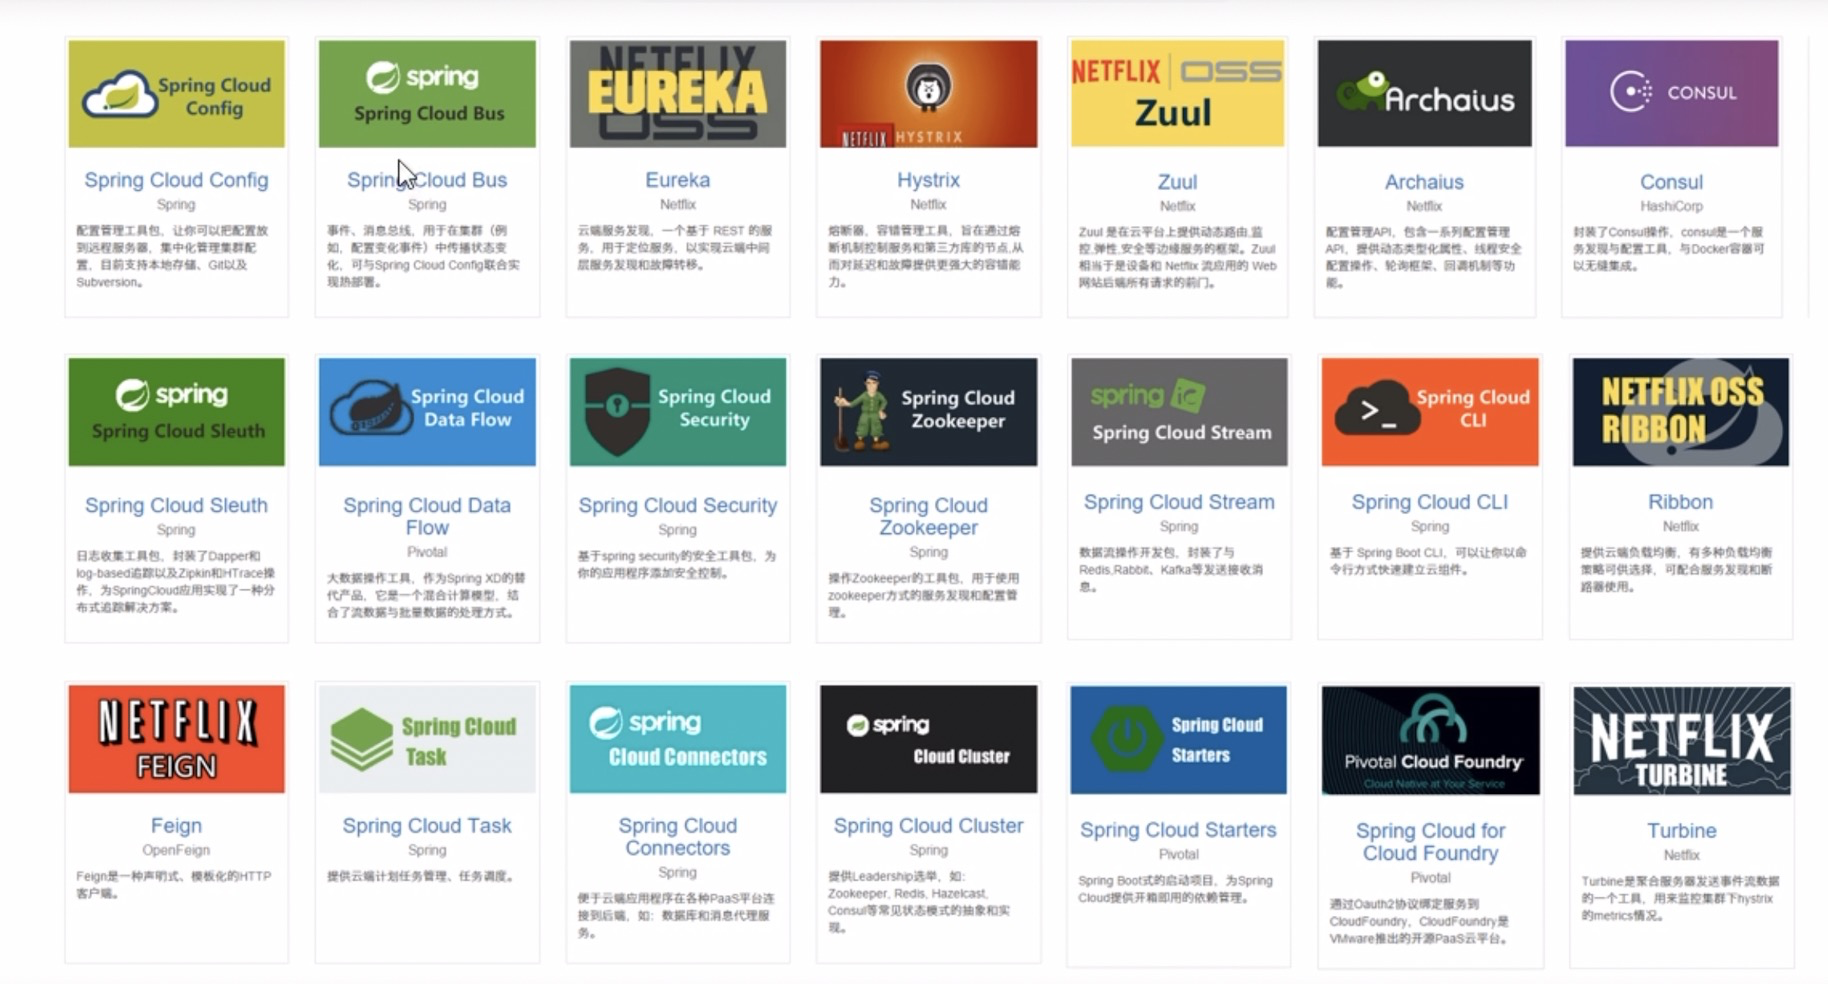 Spring Cloud
Config
Spring Cloud Config
Spring
配置管理工具包，让你可以把配置放
到远程服务器，集中化管理集群配
置，目前支持本地存储、Git以及
Subversion。
spring
Spring Cloud Bus
Spring Cloud Bus
Spring
事件、消息总线，用于在集群（例
如，配置变化事件）中传播状态变
化，可与Spring Cloud Config联合实
现热部署。
NETFLIX
EUREKA
OSS
Eureka
Netflix
云端服务发现，一个基于 REST 的服
务，用于定位服务，以实现云端中间
层服务发现和故障转移。
NETFLIX HYSTRIX
Hystrix
Netflix
熔断器，容错管理工具，旨在通过熔
断机制控制服务和第三方库的节点,从
而对延迟和故障提供更强大的容错能
力。
NETFLIX OSS
Zuul
Zuul
Netflix
Zuul 是在云平台上提供动态路由,监
控,弹性,安全等边缘服务的框架。Zuul
相当于是设备和 Netflix 流应用的 Web
网站后端所有请求的前门。
Archaius
Archaius
Netflix
配置管理API，包含一系列配置管理
API，提供动态类型化属性、线程安全
配置操作、轮询框架、回调机制等功
能。
CONSUL
Consul
HashiCorp
封装了Consul操作，consul是一个服
务发现与配置工具，与Docker容器可
以无缝集成。
spring
Spring Cloud Sleuth
Spring Cloud Sleuth
Spring
日志收集工具包，封装了Dapper和
log-based追踪以及Zipkin和HTrace操
作，为SpringCloud应用实现了一种分
布式追踪解决方案。
Spring Cloud
Data Flow
Spring Cloud Data
Flow
Pivotal
大数据操作工具，作为Spring XD的替
代产品，它是一个混合计算模型，结
合了流数据与批量数据的处理方式。
Spring Cloud
Security
Spring Cloud Security
Spring
基于spring security的安全工具包，为
你的应用程序添加安全控制。
Spring Cloud
Zookeeper
Spring Cloud
Zookeeper
Spring
操作Zookeeper的工具包，用于使用
zookeeper方式的服务发现和配置管
理。
spring
Spring Cloud Stream
Spring Cloud Stream
Spring
数据流操作开发包，封装了与
Redis,Rabbit、Kafka等发送接收消
息。
Spring Cloud
CLI
Spring Cloud CLI
Spring
基于 Spring Boot CLI，可以让你以命
令行方式快速建立云组件。
NETFLIX OSS
RIBBON
Ribbon
Netflix
提供云端负载均衡，有多种负载均衡
策略可供选择，可配合服务发现和断
路器使用。
NETFLIX
FEIGN
Feign
OpenFeign
Feign是一种声明式、模板化的HTTP
客户端。
Spring Cloud
Task
Spring Cloud Task
Spring
提供云端计划任务管理、任务调度。
spring
Cloud Connectors
Spring Cloud
Connectors
Spring
便于云端应用程序在各种PaaS平台连
接到后端，如：数据库和消息代理服
务。
spring
Cloud Cluster
Spring Cloud Cluster
Spring
提供Leadership选举，如：
Zookeeper, Redis, Hazelcast,
Consul等常见状态模式的抽象和实
现。
Spring Cloud
Starters
Spring Cloud Starters
Pivotal
Spring Boot式的启动项目，为Spring
Cloud提供开箱即用的依赖管理。
Pivotal Cloud Foundry
Cloud Native at Your Service
Spring Cloud for
Cloud Foundry
Pivotal
通过Oauth2协议绑定服务到
CloudFoundry，CloudFoundry是
VMware推出的开源PaaS云平台。
NETFLIX
TURBINE
Turbine
Netflix
Turbine是聚合服务器发送事件流数据
的一个工具，用来监控集群下hystrix
的metrics情况。